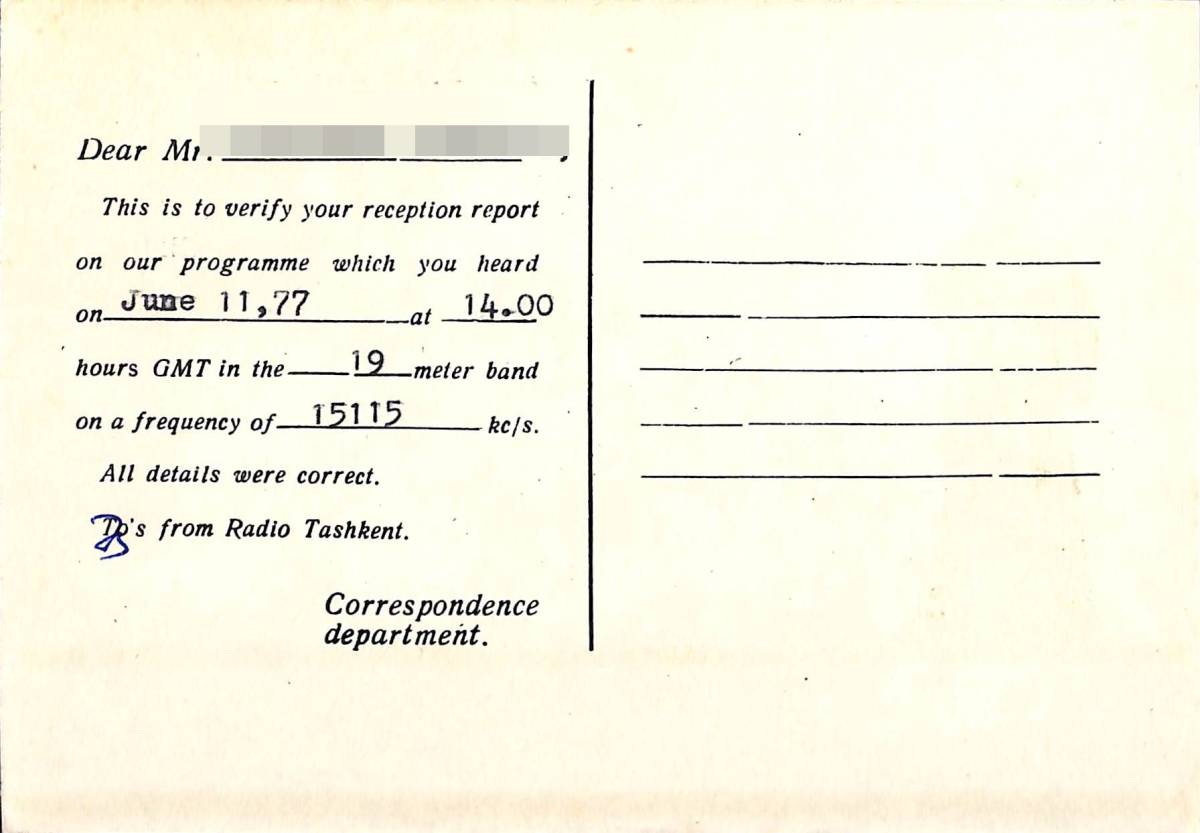 Dear Mr.
This is to verify your reception report
on our programme which you heard
on June 11,77 at 14.00
hours GMT in the 19 meter band
on a frequency of 15115 kc/s.
All details were correct.
's from Radio Tashkent.
Correspondence
department.